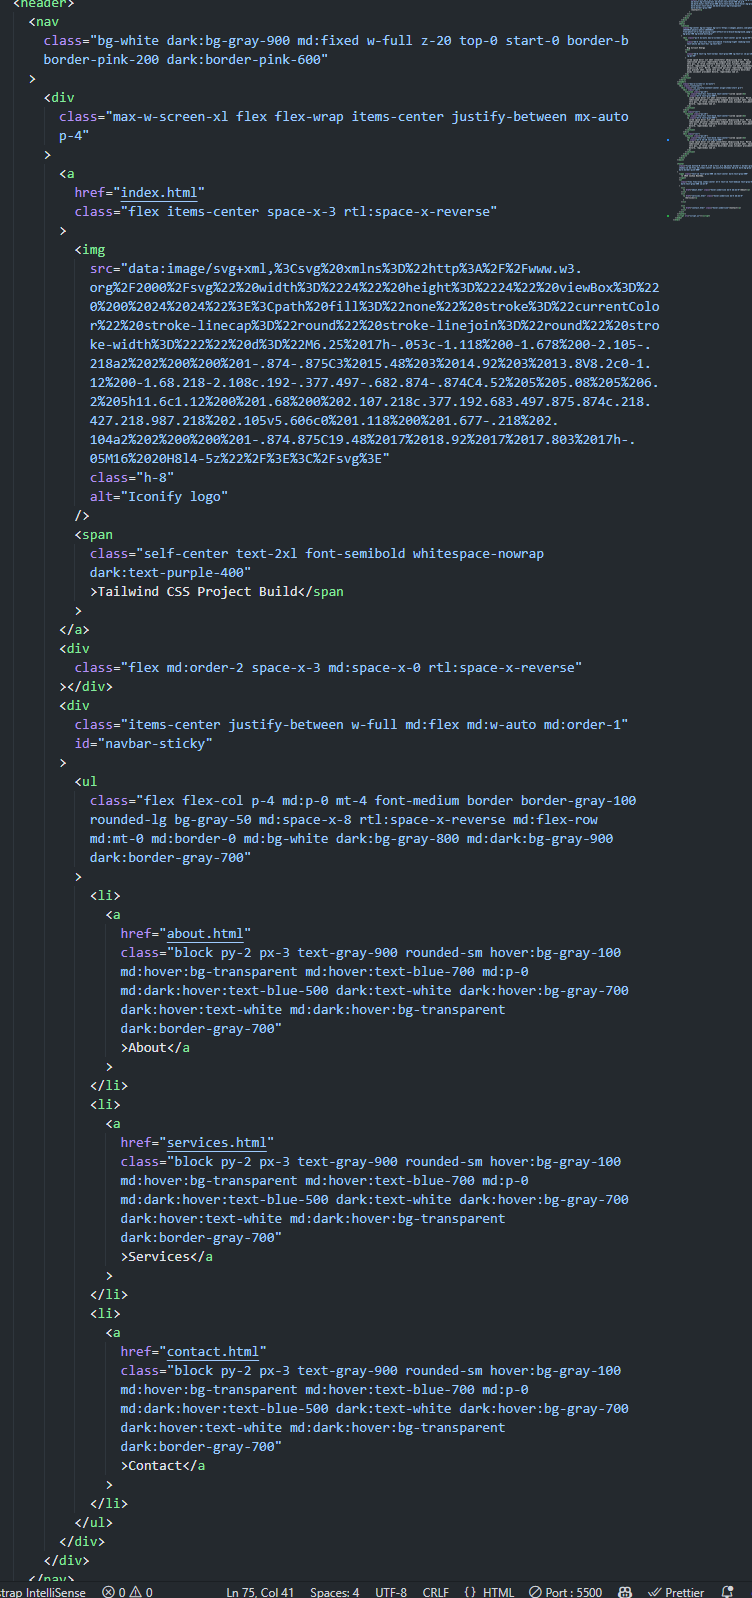 <header>
<nav
class="bg-white dark:bg-gray-900 md:fixed w-full z-20 top-0 start-0 border-b
border-pink-200 dark:border-pink-600"
>
<div
class="max-w-screen-xl flex flex-wrap items-center justify-between mx-auto
p-4"
>
<a
href="index.html"
class="flex items-center space-x-3 rtl:space-x-reverse"
>
<img
src="data:image/svg+xml,%3Csvg%20xmlns%3D%22http%3A%2F%2Fwww.w3.
org%2F2000%2Fsvg%22%20width%3D%2224%22%20height%3D%2224%22%20viewBox%3D%22
0%200%2024%2024%22%3E%3Cpath%20fill%3D%22none%22%20stroke%3D%22currentColo
r%22%20stroke-linecap%3D%22round%22%20stroke-linejoin%3D%22round%22%20stro
ke-width%3D%222%22%20d%3D%22M6.25%2017h-.053c-1.118%200-1.678%200-2.105-.
218a2%202%200%200%201-.874-.875C3%2015.48%203%2014.92%203%2013.8V8.2c0-1.
12%200-1.68.218-2.108c.192-.377.497-.682.874-.874C4.52%205%205.08%205%206.
2%205h11.6c1.12%200%201.68%200%202.107.218c.377.192.683.497.875.874c.218.
427.218.987.218%202.105v5.606c0%201.118%200%201.677-.218%202.
104a2%202%200%200%201-.874.875C19.48%2017%2018.92%2017%2017.803%2017h-.
05M16%2020H8l4-5z%22%2F%3E%3C%2Fsvg%3E"
class="h-8"
alt="Iconify logo"
/>
<span
class="self-center text-2xl font-semibold whitespace-nowrap
dark:text-purple-400"
>Tailwind CSS Project Build</span
>
</a>
<div
class="flex md:order-2 space-x-3 md:space-x-0 rtl:space-x-reverse"
></div>
<div
class="items-center justify-between w-full md:flex md:w-auto md:order-1"
id="navbar-sticky"
>
<ul
class="flex flex-col p-4 md:p-0 mt-4 font-medium border border-gray-100
rounded-lg bg-gray-50 md:space-x-8 rtl:space-x-reverse md:flex-row
md:mt-0 md:border-0 md:bg-white dark:bg-gray-800 md:dark:bg-gray-900
dark:border-gray-700"
>
<li>
<a
href="about.html"
class="block py-2 px-3 text-gray-900 rounded-sm hover:bg-gray-100
md:hover:bg-transparent md:hover:text-blue-700 md:p-0
md:dark:hover:text-blue-500 dark:text-white dark:hover:bg-gray-700
dark:hover:text-white md:dark:hover:bg-transparent
dark:border-gray-700"
>About</a
>
</li>
<li>
<a
href="services.html"
class="block py-2 px-3 text-gray-900 rounded-sm hover:bg-gray-100
md:hover:bg-transparent md:hover:text-blue-700 md:p-0
md:dark:hover:text-blue-500 dark:text-white dark:hover:bg-gray-700
dark:hover:text-white md:dark:hover:bg-transparent
dark:border-gray-700"
>Services</a
>
</li>
<li>
<a
href="contact.html"
class="block py-2 px-3 text-gray-900 rounded-sm hover:bg-gray-100
md:hover:bg-transparent md:hover:text-blue-700 md:p-0
md:dark:hover:text-blue-500 dark:text-white dark:hover:bg-gray-700
dark:hover:text-white md:dark:hover:bg-transparent
dark:border-gray-700"
>Contact</a
>
</li>
</ul>
</div>
</div>
</nav>
strap IntelliSense 0 0 Ln 75, Col 41 Spaces: 4 UTF-8 CRLF {} HTML Port : 5500 Prettier